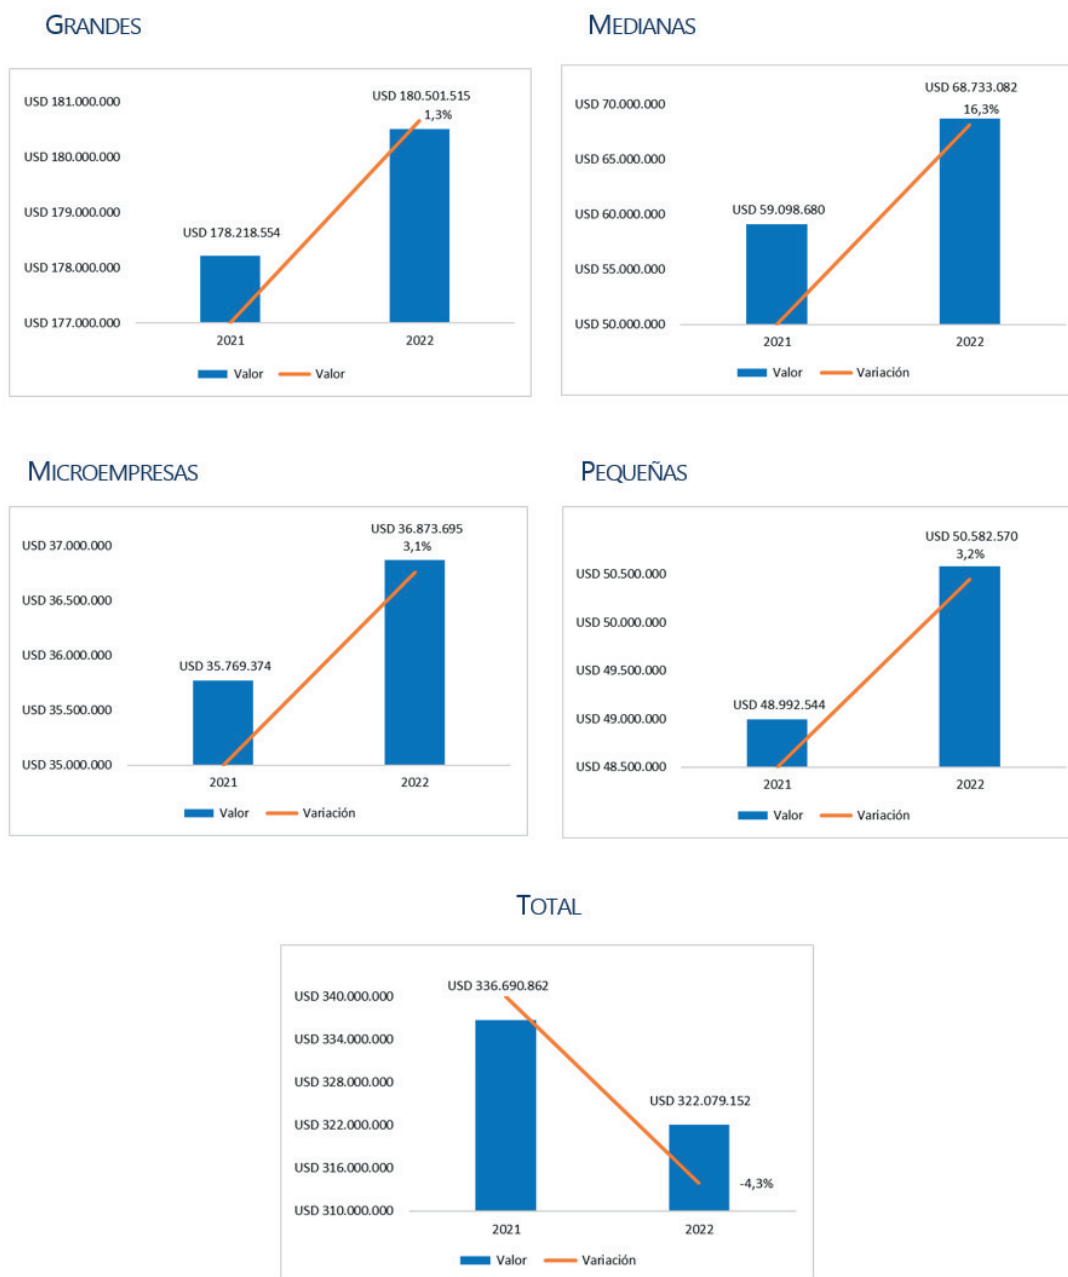 GRANDES
USD 181.000.000
USD 180.000.000
USD 179.000.000
USD 178.000.000
USD 177.000.000
USD 178.218.554
USD 180.501.515
1,3%
2021
2022
Valor
Valor
MEDIANAS
USD 70.000.000
USD 65.000.000
USD 60.000.000
USD 55.000.000
USD 50.000.000
USD 59.098.680
USD 68.733.082
16,3%
2021
2022
Valor
Variación
MICROEMPRESAS
USD 37.000.000
USD 36.500.000
USD 36.000.000
USD 35.500.000
USD 35.000.000
USD 35.769.374
USD 36.873.695
3,1%
2021
2022
Valor
Variación
PEQUEÑAS
USD 50.500.000
USD 50.000.000
USD 49.500.000
USD 49.000.000
USD 48.500.000
USD 48.992.544
USD 50.582.570
3,2%
2021
2022
Valor
Variación
TOTAL
USD 340.000.000
USD 334.000.000
USD 328.000.000
USD 322.000.000
USD 316.000.000
USD 310.000.000
USD 336.690.862
USD 322.079.152
-4,3%
2021
2022
Valor
Variación